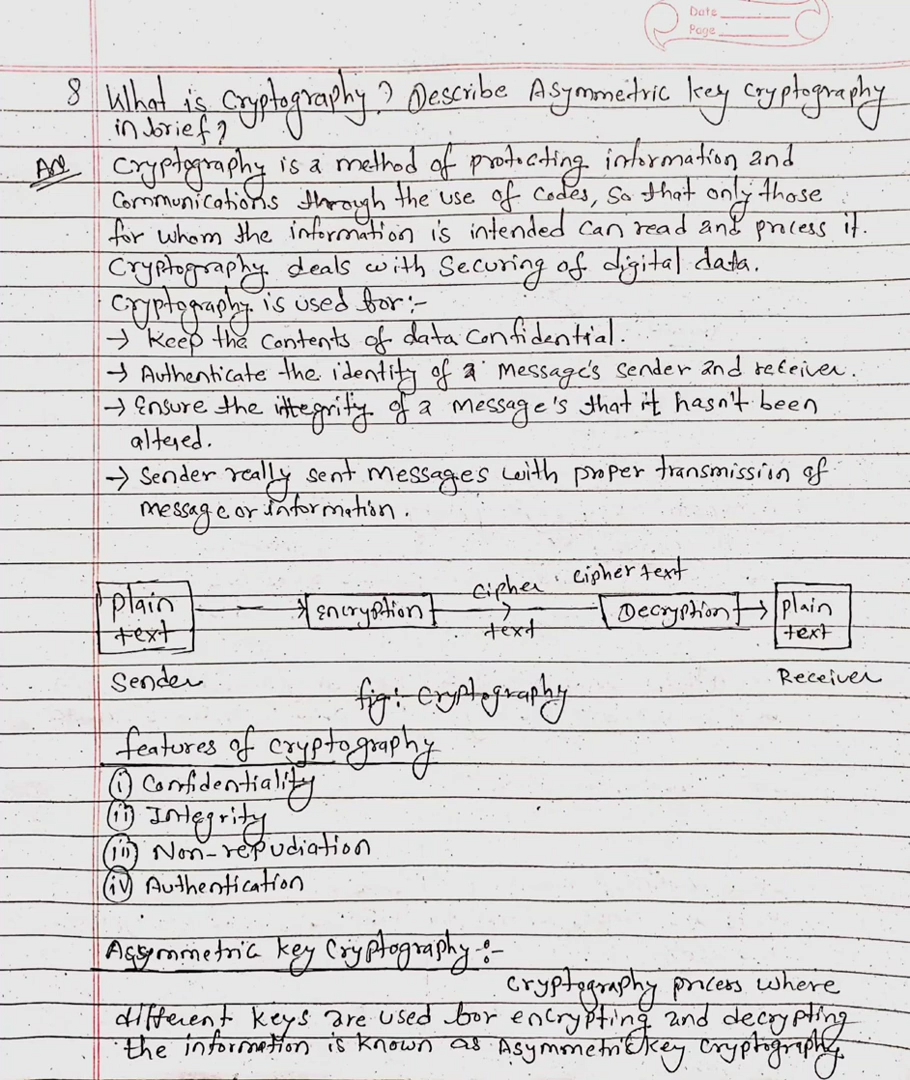 Date
Page
8 What is Cryptography? Describe Asymmetric key Cryptography
in brief?
Ans Cryptography is a method of protecting information and
Communications through the use of codes, so that only those
for whom the information is intended can read and process it.
Cryptography deals with Securing of digital data.
Cryptography is used for:-
→ Keep the contents of data confidential.
→ Authenticate the identity of a message's sender and receiver.
→ Ensure the integrity of a message's that it hasn't been
altered.
→ Sender really sent messages with proper transmission of
message or information.
Cipher text
Plain text → Encryption → Cipher text Decryption → Plain text
Sender Receiver
fig: Cryptography
features of cryptography
(i) Confidentiality
(ii) Integrity
(iii) Non-repudiation
(iv) Authentication
Assymmetric key Cryptography:-
Cryptography process where
different keys are used for encrypting and decrypting
the information is known as Asymmetric key Cryptography